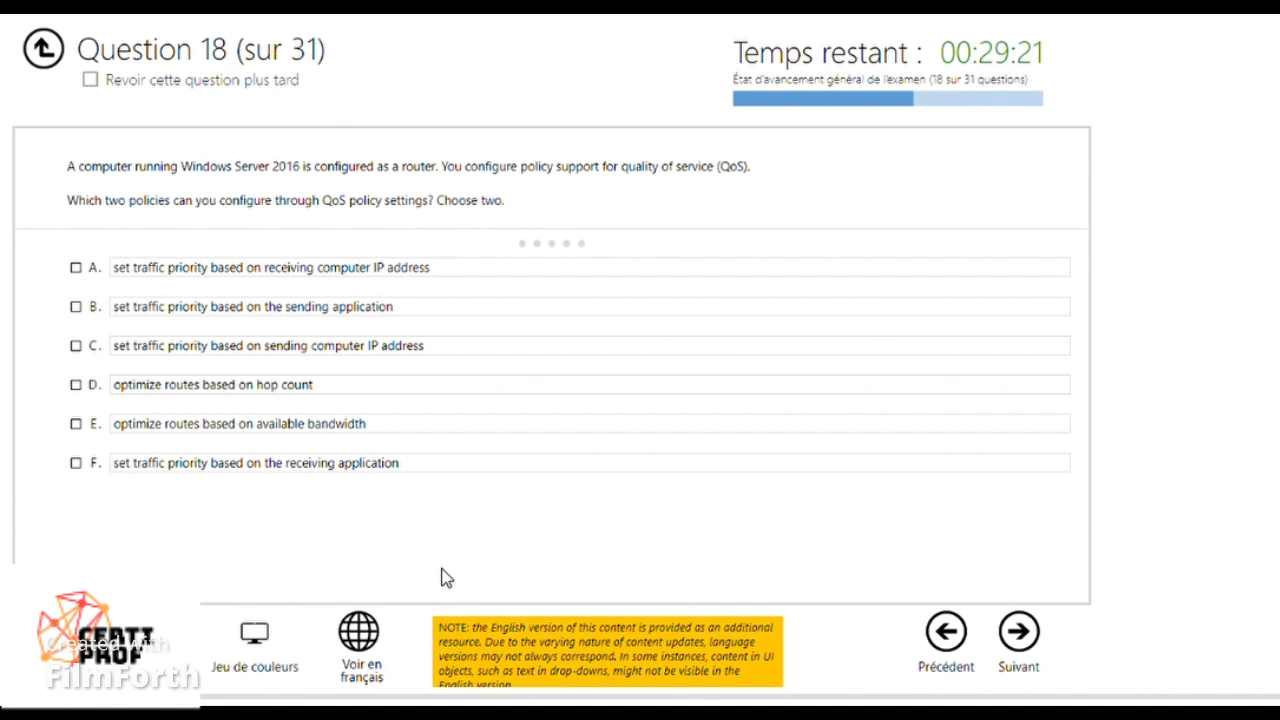 Question 18 (sur 31)
Revoir cette question plus tard
Temps restant : 00:29:21
État d'avancement général de l'examen (18 sur 31 questions)
A computer running Windows Server 2016 is configured as a router. You configure policy support for quality of service (QoS).
Which two policies can you configure through QoS policy settings? Choose two.
A. set traffic priority based on receiving computer IP address
B. set traffic priority based on the sending application
C. set traffic priority based on sending computer IP address
D. optimize routes based on hop count
E. optimize routes based on available bandwidth
F. set traffic priority based on the receiving application
CERTI
PROF
Created with
FilmForth
Jeu de couleurs
Voir en
français
NOTE: the English version of this content is provided as an additional
resource. Due to the varying nature of content updates, language
versions may not always correspond. In some instances, content in UI
objects, such as text in drop-downs, might not be visible in the
English version.
Précédent
Suivant